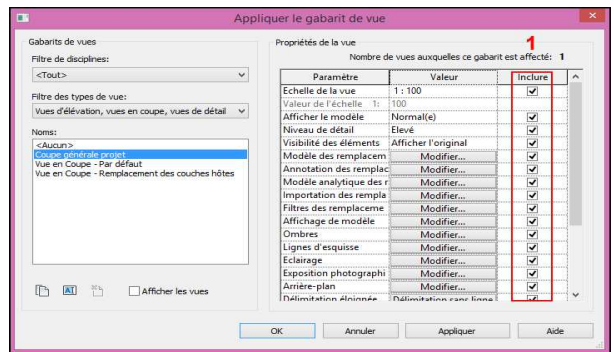 Appliquer le gabarit de vue
Gabarits de vues
Filtre de disciplines:
<Tout>
Filtre des types de vue:
Vues d'élévation, vues en coupe, vues de détail
Noms:
<Aucun>
Coupe générale projet
Vue en Coupe - Par défaut
Vue en Coupe - Remplacement des couches hôtes
Afficher les vues
Propriétés de la vue
1
Nombre de vues auxquelles ce gabarit est affecté: 1
Paramètre Valeur Inclure
Echelle de la vue 1 : 100
Valeur de l'échelle 1: 100
Afficher le modèle Normal(e)
Niveau de détail Elevé
Visibilité des éléments Afficher l'original
Modèle des remplacem Modifier...
Annotation des remplac Modifier...
Modèle analytique des r Modifier...
Importation des rempla Modifier...
Filtres des remplaceme Modifier...
Affichage de modèle Modifier...
Ombres Modifier...
Lignes d'esquisse Modifier...
Eclairage Modifier...
Exposition photographi Modifier...
Arrière-plan Modifier...
Délimitation éloignée Délimitation sans ligne
OK Annuler Appliquer Aide